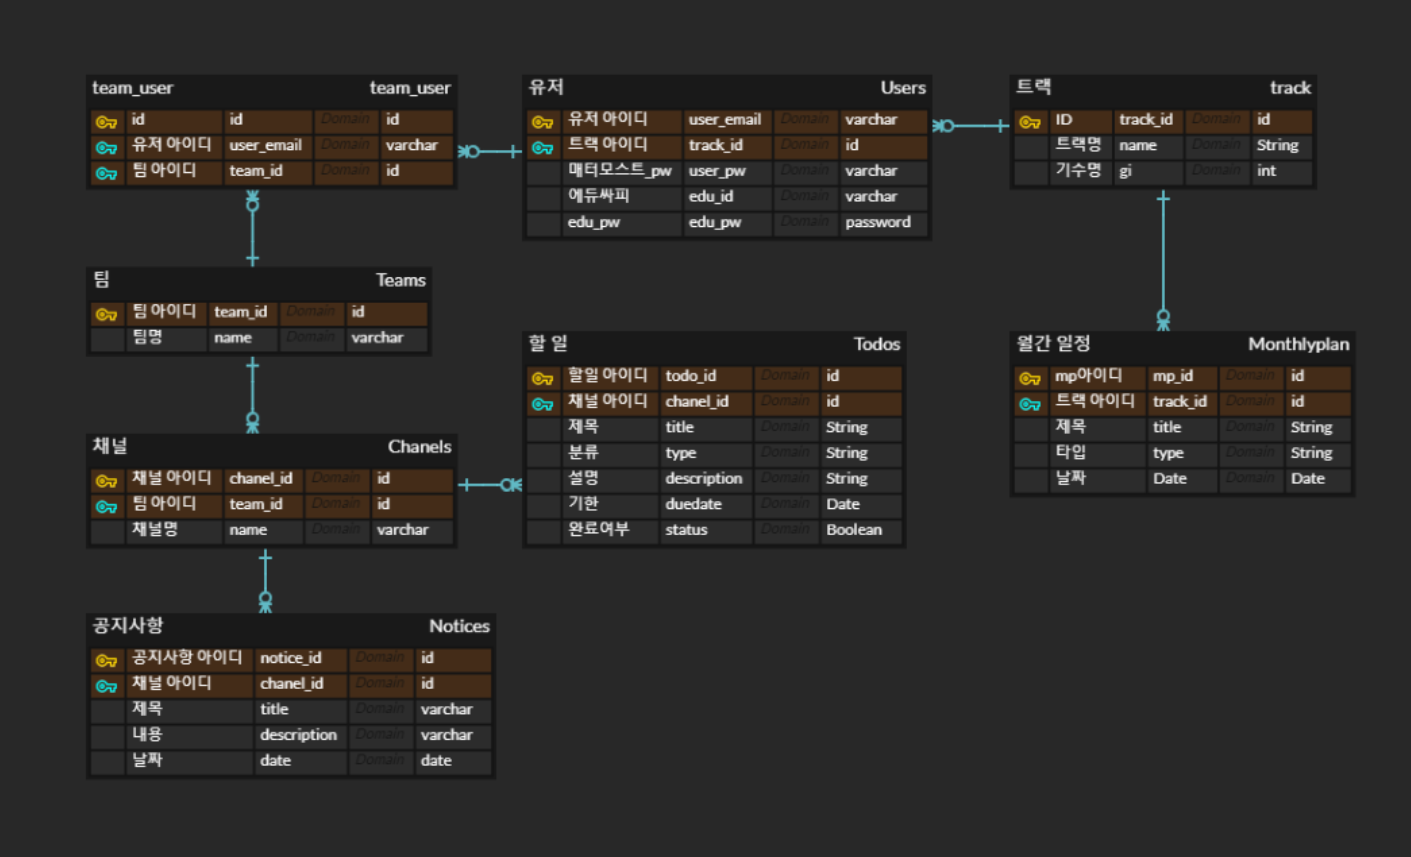 team_user team_user
id id Domain id
유저 아이디 user_email Domain varchar
팀 아이디 team_id Domain id
유저 Users
유저 아이디 user_email Domain varchar
트랙 아이디 track_id Domain id
매터모스트_pw user_pw Domain varchar
에듀싸피 edu_id Domain varchar
edu_pw edu_pw Domain password
트랙 track
ID track_id Domain id
트랙명 name Domain String
기수명 gi Domain int
팀 Teams
팀 아이디 team_id Domain id
팀명 name Domain varchar
할 일 Todos
할일 아이디 todo_id Domain id
채널 아이디 chanel_id Domain id
제목 title Domain String
분류 type Domain String
설명 description Domain String
기한 duedate Domain Date
완료여부 status Domain Boolean
월간 일정 Monthlyplan
mp아이디 mp_id Domain id
트랙 아이디 track_id Domain id
제목 title Domain String
타입 type Domain String
날짜 Date Domain Date
채널 Chanels
채널 아이디 chanel_id Domain id
팀 아이디 team_id Domain id
채널명 name Domain varchar
공지사항 Notices
공지사항 아이디 notice_id Domain id
채널 아이디 chanel_id Domain id
제목 title Domain varchar
내용 description Domain varchar
날짜 date Domain date